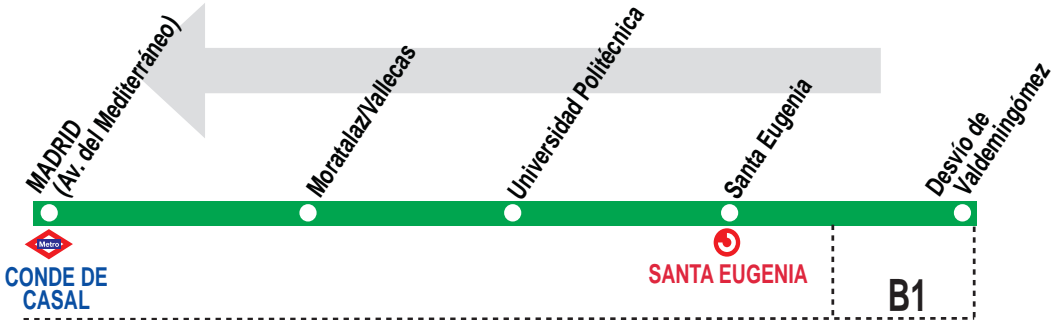 MADRID
(Av. del Mediterráneo)
Moratalaz/Vallecas
Universidad Politécnica
Santa Eugenia
Desvío de
Valdemingómez
Metro
CONDE DE
CASAL
SANTA EUGENIA
B1